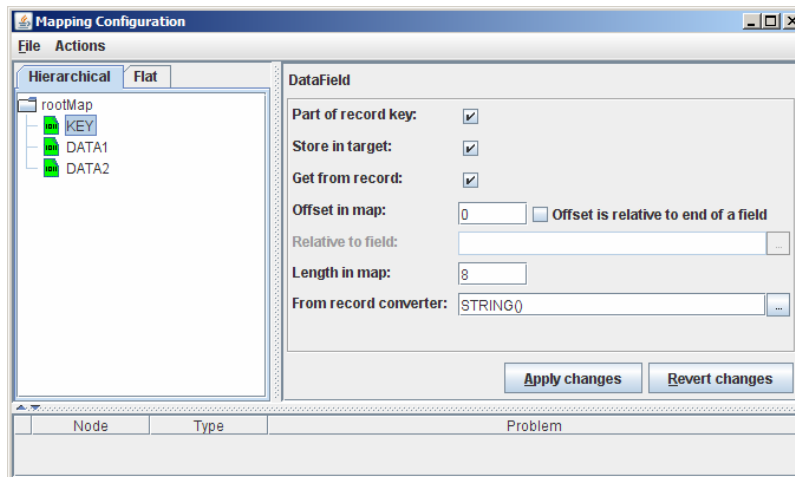 Mapping Configuration
File Actions
Hierarchical Flat
rootMap
KEY
DATA1
DATA2
DataField
Part of record key:
Store in target:
Get from record:
Offset in map: 0 Offset is relative to end of a field
Relative to field: ...
Length in map: 8
From record converter: STRING() ...
Apply changes Revert changes
Node Type Problem